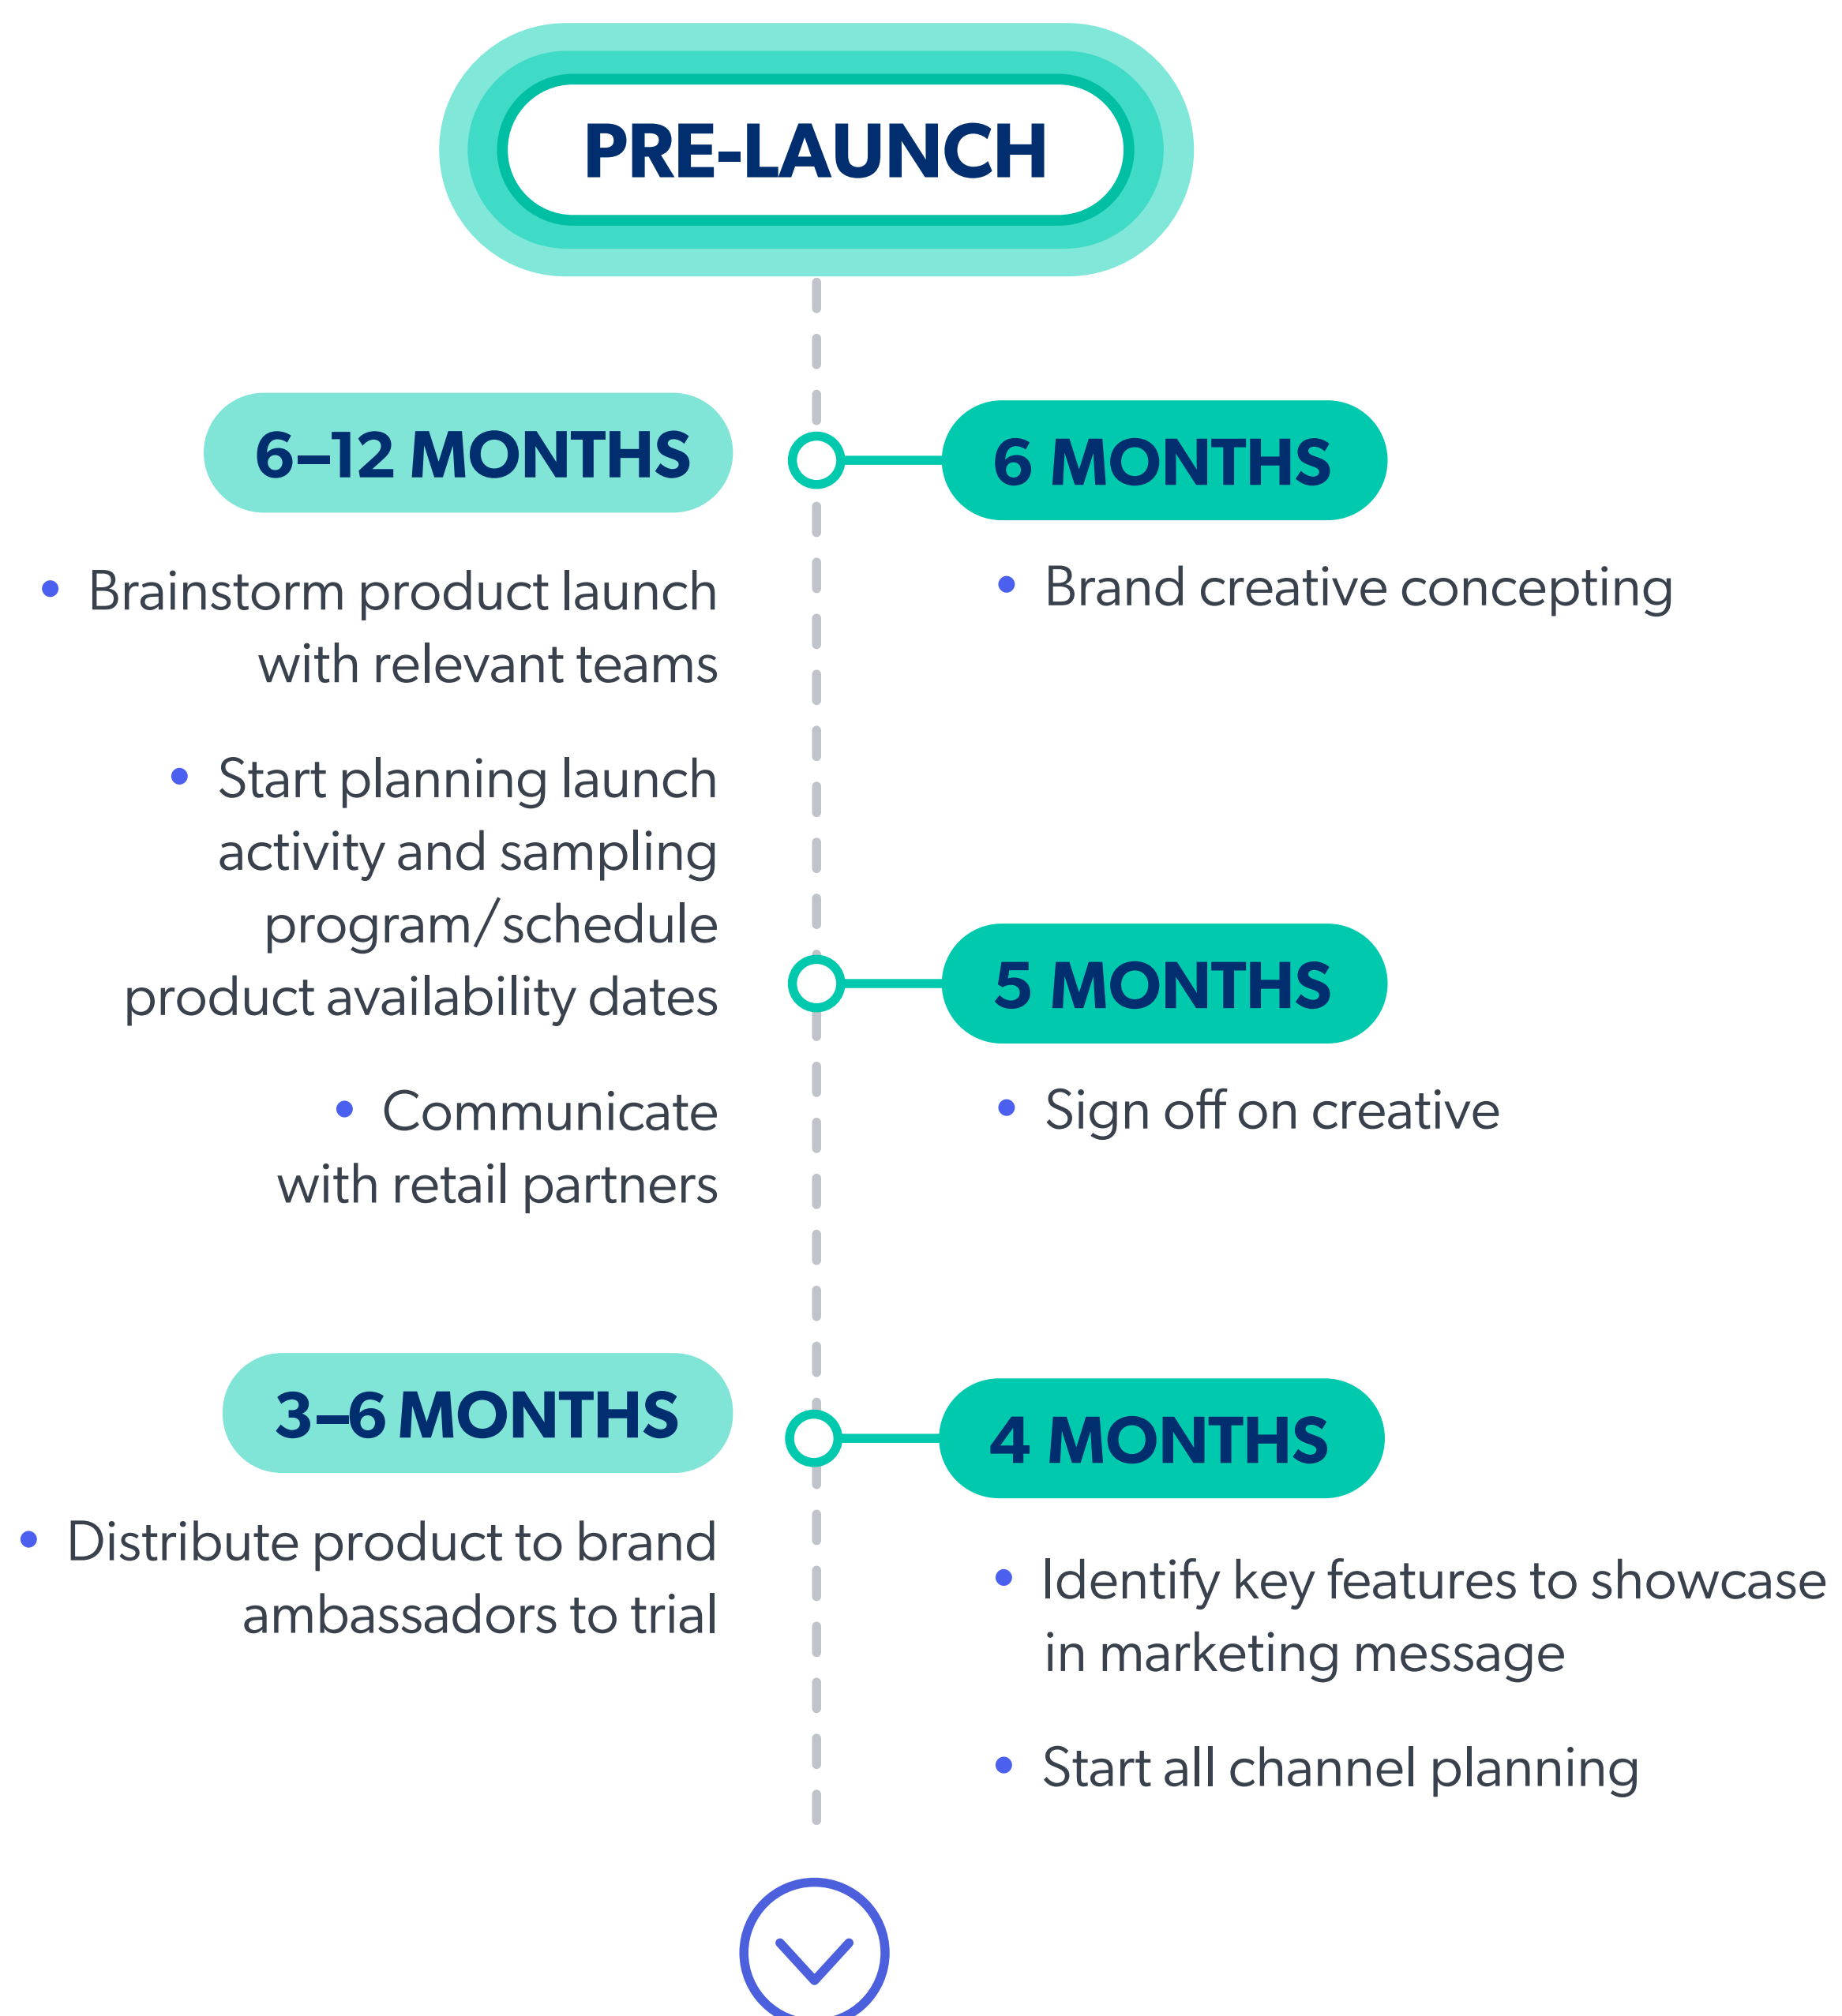 PRE-LAUNCH
6–12 MONTHS
• Brainstorm product launch
with relevant teams
• Start planning launch
activity and sampling
program/schedule
product availability dates
• Communicate
with retail partners
6 MONTHS
• Brand creative concepting
5 MONTHS
• Sign off on creative
3–6 MONTHS
• Distribute product to brand
ambassadors to trial
4 MONTHS
• Identify key features to showcase
in marketing message
• Start all channel planning